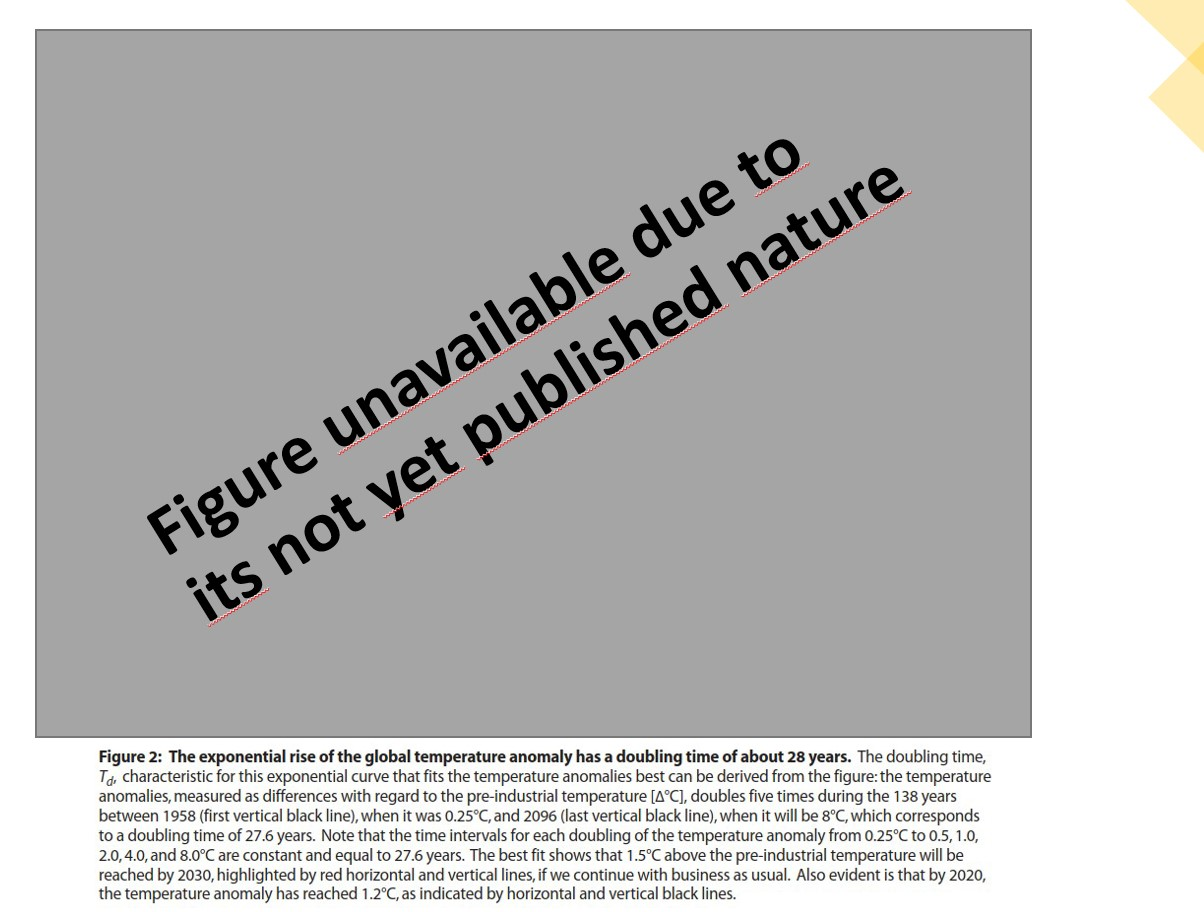 Figure unavailable due to
its not yet published nature
Figure 2: The exponential rise of the global temperature anomaly has a doubling time of about 28 years. The doubling time,
Td, characteristic for this exponential curve that fits the temperature anomalies best can be derived from the figure: the temperature
anomalies, measured as differences with regard to the pre-industrial temperature [Δ°C], doubles five times during the 138 years
between 1958 (first vertical black line), when it was 0.25°C, and 2096 (last vertical black line), when it will be 8°C, which corresponds
to a doubling time of 27.6 years. Note that the time intervals for each doubling of the temperature anomaly from 0.25°C to 0.5, 1.0,
2.0, 4.0, and 8.0°C are constant and equal to 27.6 years. The best fit shows that 1.5°C above the pre-industrial temperature will be
reached by 2030, highlighted by red horizontal and vertical lines, if we continue with business as usual. Also evident is that by 2020,
the temperature anomaly has reached 1.2°C, as indicated by horizontal and vertical black lines.